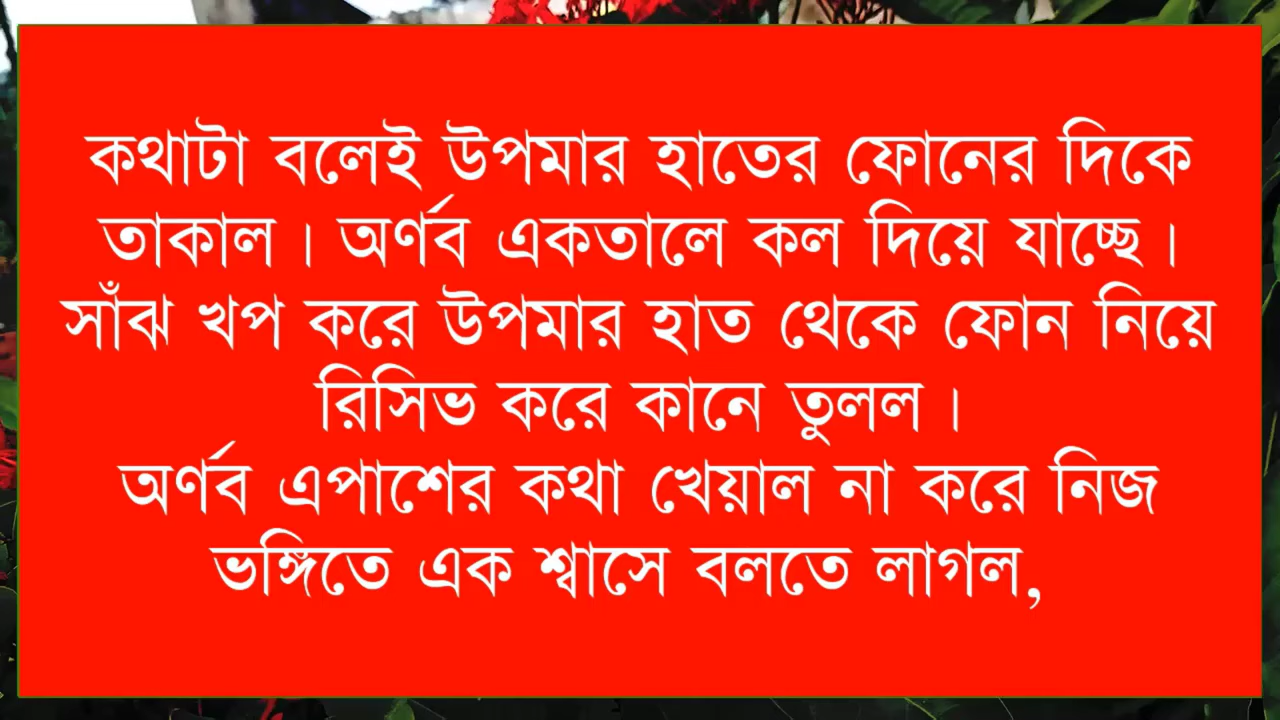 কথাটা বলেই উপমার হাতের ফোনের দিকে
তাকাল। অর্ণব একতালে কল দিয়ে যাচ্ছে।
সাঁঝ খপ করে উপমার হাত থেকে ফোন নিয়ে
রিসিভ করে কানে তুলল।
অর্ণব এপাশের কথা খেয়াল না করে নিজ
ভঙ্গিতে এক শ্বাসে বলতে লাগল,